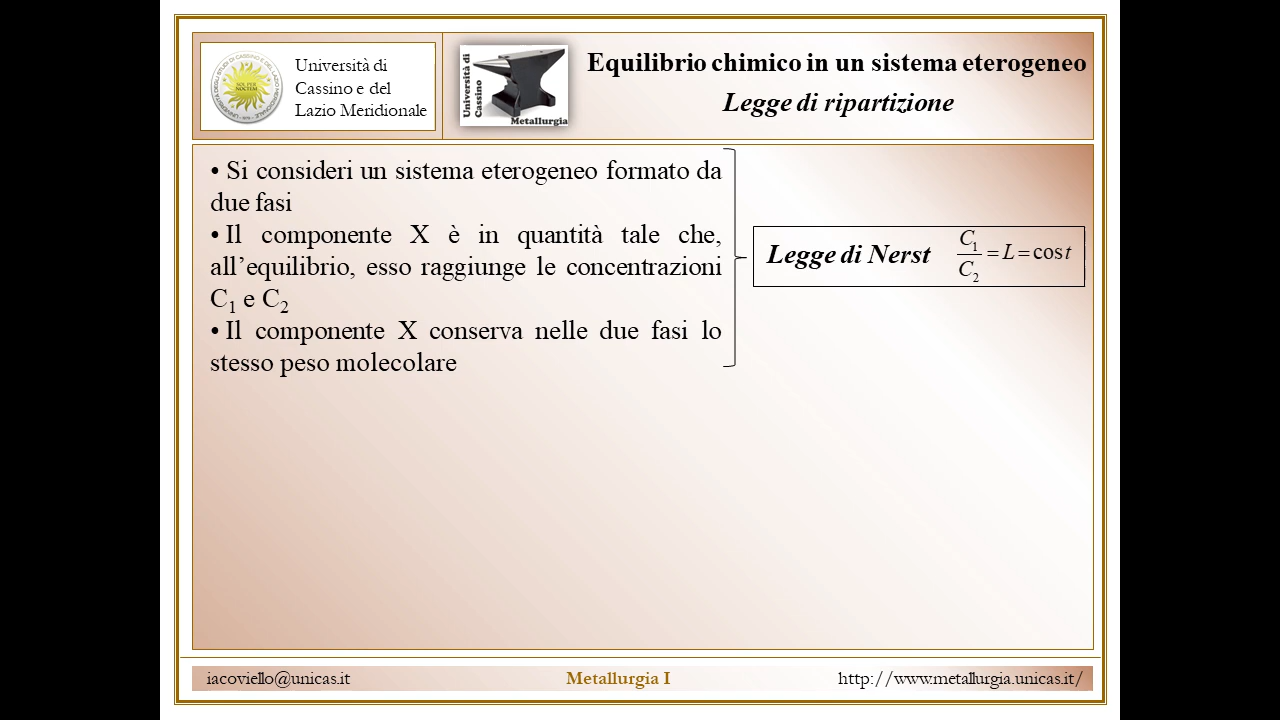 Università di
Cassino e del
Lazio Meridionale
Università di
Cassino
Metallurgia
Equilibrio chimico in un sistema eterogeneo
Legge di ripartizione
• Si consideri un sistema eterogeneo formato da
due fasi
• Il componente X è in quantità tale che,
all’equilibrio, esso raggiunge le concentrazioni
C₁ e C₂
• Il componente X conserva nelle due fasi lo
stesso peso molecolare
Legge di Nerst C₁/C₂ = L = cost
iacoviello@unicas.it
Metallurgia I
http://www.metallurgia.unicas.it/